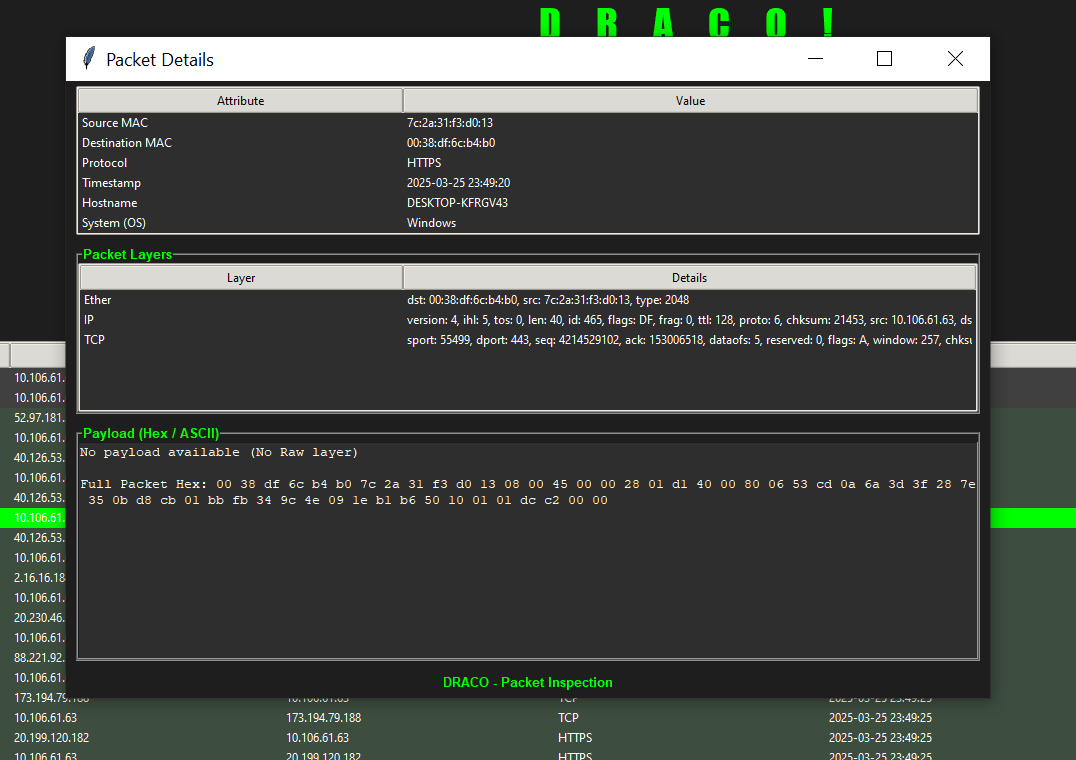 D R A C O !
Packet Details
Attribute Value
Source MAC 7c:2a:31:f3:d0:13
Destination MAC 00:38:df:6c:b4:b0
Protocol HTTPS
Timestamp 2025-03-25 23:49:20
Hostname DESKTOP-KFRGV43
System (OS) Windows
Packet Layers
Layer Details
Ether dst: 00:38:df:6c:b4:b0, src: 7c:2a:31:f3:d0:13, type: 2048
IP version: 4, ihl: 5, tos: 0, len: 40, id: 465, flags: DF, frag: 0, ttl: 128, proto: 6, chksum: 21453, src: 10.106.61.63, ds
TCP sport: 55499, dport: 443, seq: 4214529102, ack: 153006518, dataofs: 5, reserved: 0, flags: A, window: 257, chksu
Payload (Hex / ASCII)
No payload available (No Raw layer)
Full Packet Hex: 00 38 df 6c b4 b0 7c 2a 31 f3 d0 13 08 00 45 00 00 28 01 d1 40 00 80 06 53 cd 0a 6a 3d 3f 28 7e
35 0b d8 cb 01 bb fb 34 9c 4e 09 1e b1 b6 50 10 01 01 dc c2 00 00
DRACO - Packet Inspection
10.106.61.
10.106.61.
52.97.181.
10.106.61.
40.126.53.
10.106.61.
40.126.53.
10.106.61.
40.126.53.
10.106.61.
2.16.16.18
10.106.61.
20.230.46.
10.106.61.
88.221.92.
10.106.61.
173.194.79.188 10.106.61.63 TCP 2025-03-25 23:49:25
10.106.61.63 173.194.79.188 TCP 2025-03-25 23:49:25
20.199.120.182 10.106.61.63 HTTPS 2025-03-25 23:49:25
10.106.61.63 20.199.120.182 HTTPS 2025-03-25 23:49:25